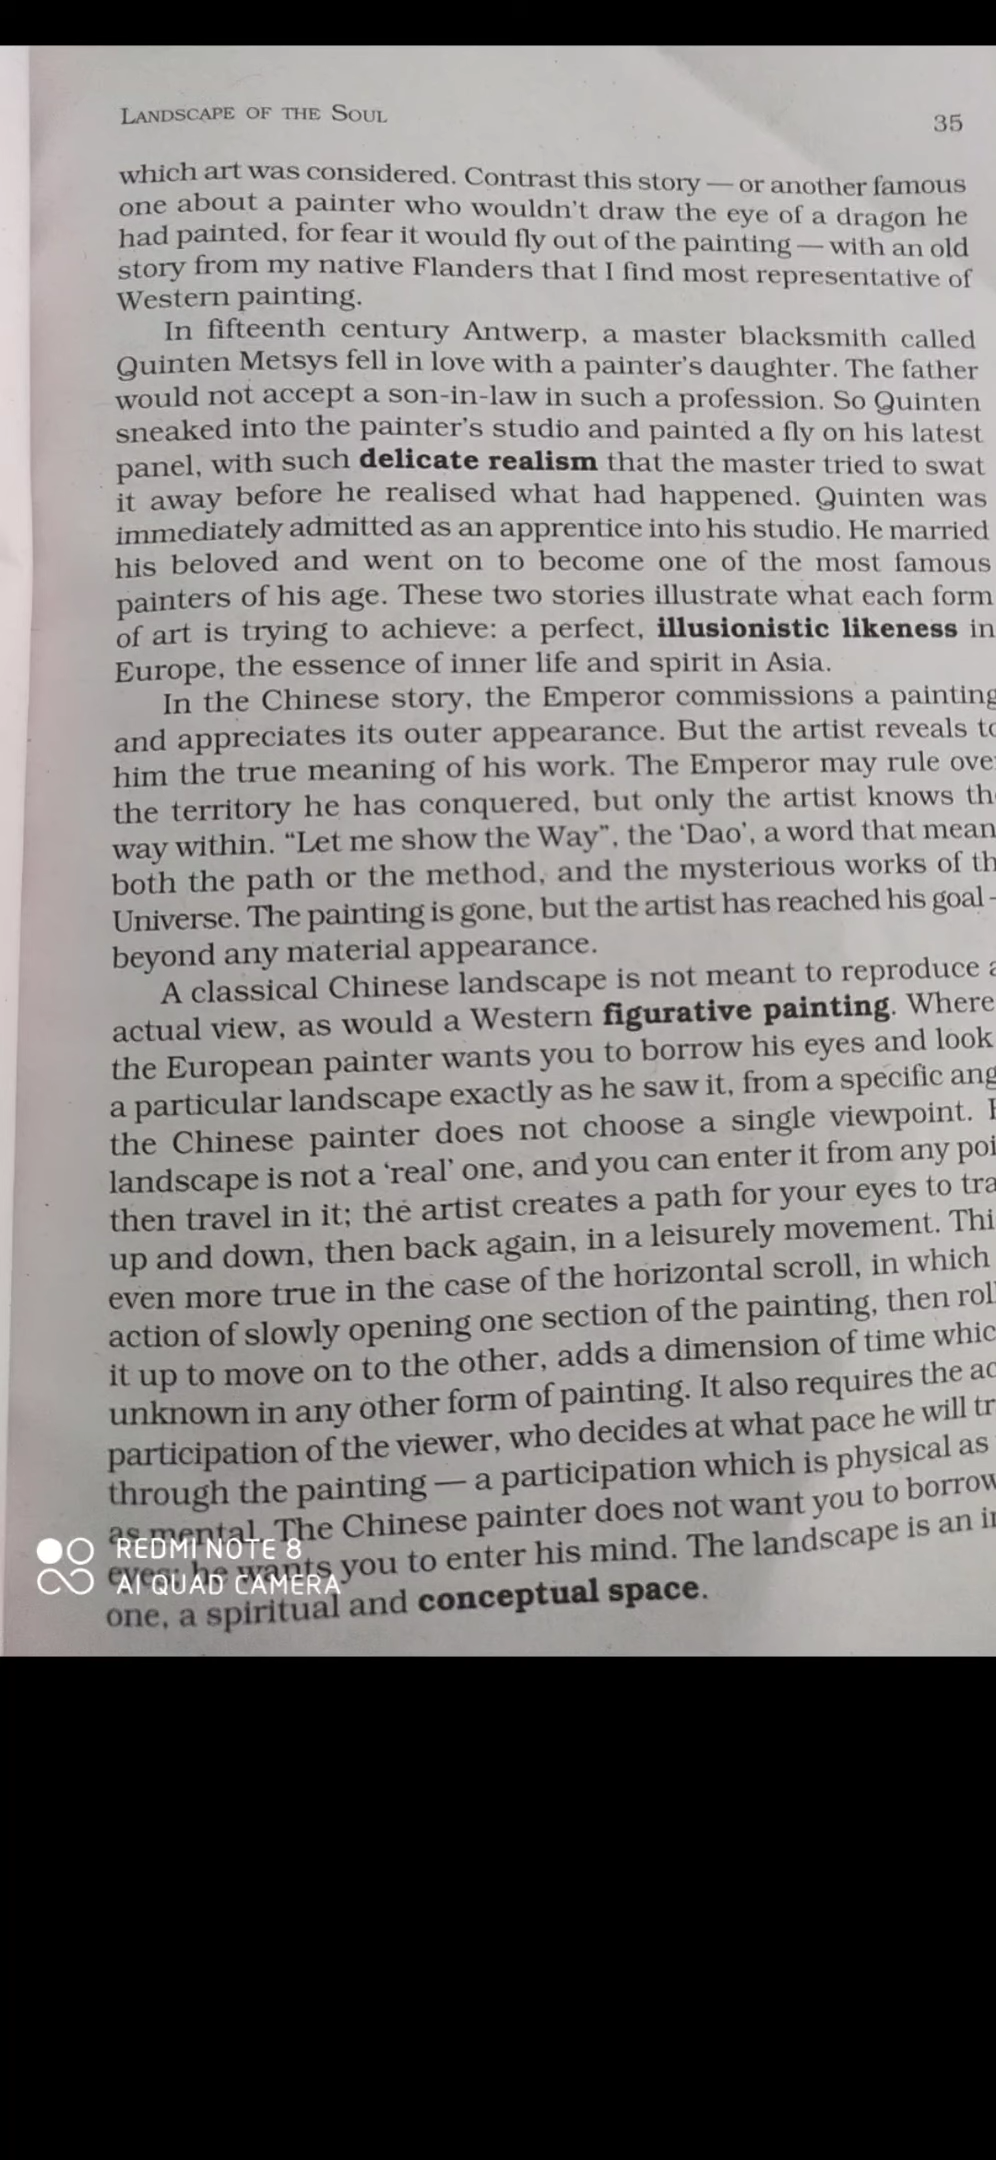 LANDSCAPE OF THE SOUL
35
which art was considered. Contrast this story — or another famous
one about a painter who wouldn't draw the eye of a dragon he
had painted, for fear it would fly out of the painting — with an old
story from my native Flanders that I find most representative of
Western painting.
In fifteenth century Antwerp, a master blacksmith called
Quinten Metsys fell in love with a painter's daughter. The father
would not accept a son-in-law in such a profession. So Quinten
sneaked into the painter's studio and painted a fly on his latest
panel, with such delicate realism that the master tried to swat
it away before he realised what had happened. Quinten was
immediately admitted as an apprentice into his studio. He married
his beloved and went on to become one of the most famous
painters of his age. These two stories illustrate what each form
of art is trying to achieve: a perfect, illusionistic likeness in
Europe, the essence of inner life and spirit in Asia.
In the Chinese story, the Emperor commissions a painting
and appreciates its outer appearance. But the artist reveals
him the true meaning of his work. The Emperor may rule
the territory he has conquered, but only the artist knows
way within. “Let me show the Way”, the ‘Dao’, a word that
both the path or the method, and the mysterious works of
Universe. The painting is gone, but the artist has reached his goal
beyond any material appearance.
A classical Chinese landscape is not meant to reproduce
actual view, as would a Western figurative painting. Where
the European painter wants you to borrow his eyes and look
a particular landscape exactly as he saw it, from a specific
the Chinese painter does not choose a single viewpoint.
landscape is not a ‘real’ one, and you can enter it from any
then travel in it; the artist creates a path for your eyes to
up and down, then back again, in a leisurely movement.
even more true in the case of the horizontal scroll, in which
action of slowly opening one section of the painting, then
it up to move on to the other, adds a dimension of time
unknown in any other form of painting. It also requires the
participation of the viewer, who decides at what pace he will
through the painting — a participation which is physical as
as mental. The Chinese painter does not want you to borrow
eyes; he wants you to enter his mind. The landscape is an
one, a spiritual and conceptual space.
REDMI NOTE 8
AI QUAD CAMERA